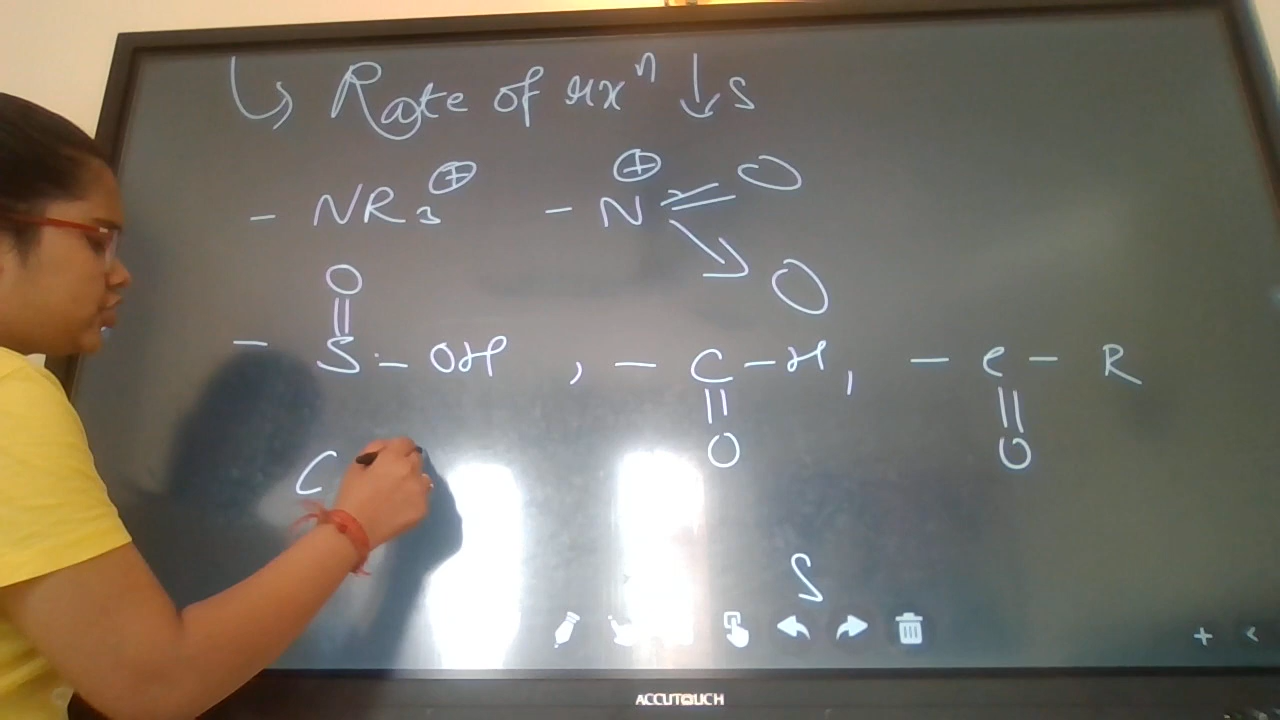 ↳ Rate of rxⁿ ↓s
- NR₃ ⊕ - N ⊕ = O → O
O
|| 
- S - OH , - C - H , - C - R
|| ||
O O
C
S
ACCUTOUCH